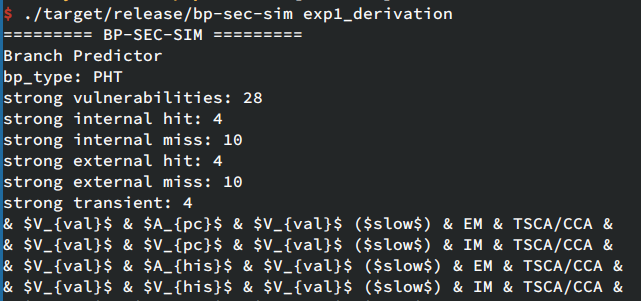 $ ./target/release/bp-sec-sim exp1_derivation
========= BP-SEC-SIM =========
Branch Predictor
bp_type: PHT
strong vulnerabilities: 28
strong internal hit: 4
strong internal miss: 10
strong external hit: 4
strong external miss: 10
strong transient: 4
& $V_{val}$ & $A_{pc}$ & $V_{val}$ ($slow$) & EM & TSCA/CCA &
& $V_{val}$ & $V_{pc}$ & $V_{val}$ ($slow$) & IM & TSCA/CCA &
& $V_{val}$ & $A_{his}$ & $V_{val}$ ($slow$) & EM & TSCA/CCA &
& $V_{val}$ & $V_{his}$ & $V_{val}$ ($slow$) & IM & TSCA/CCA &